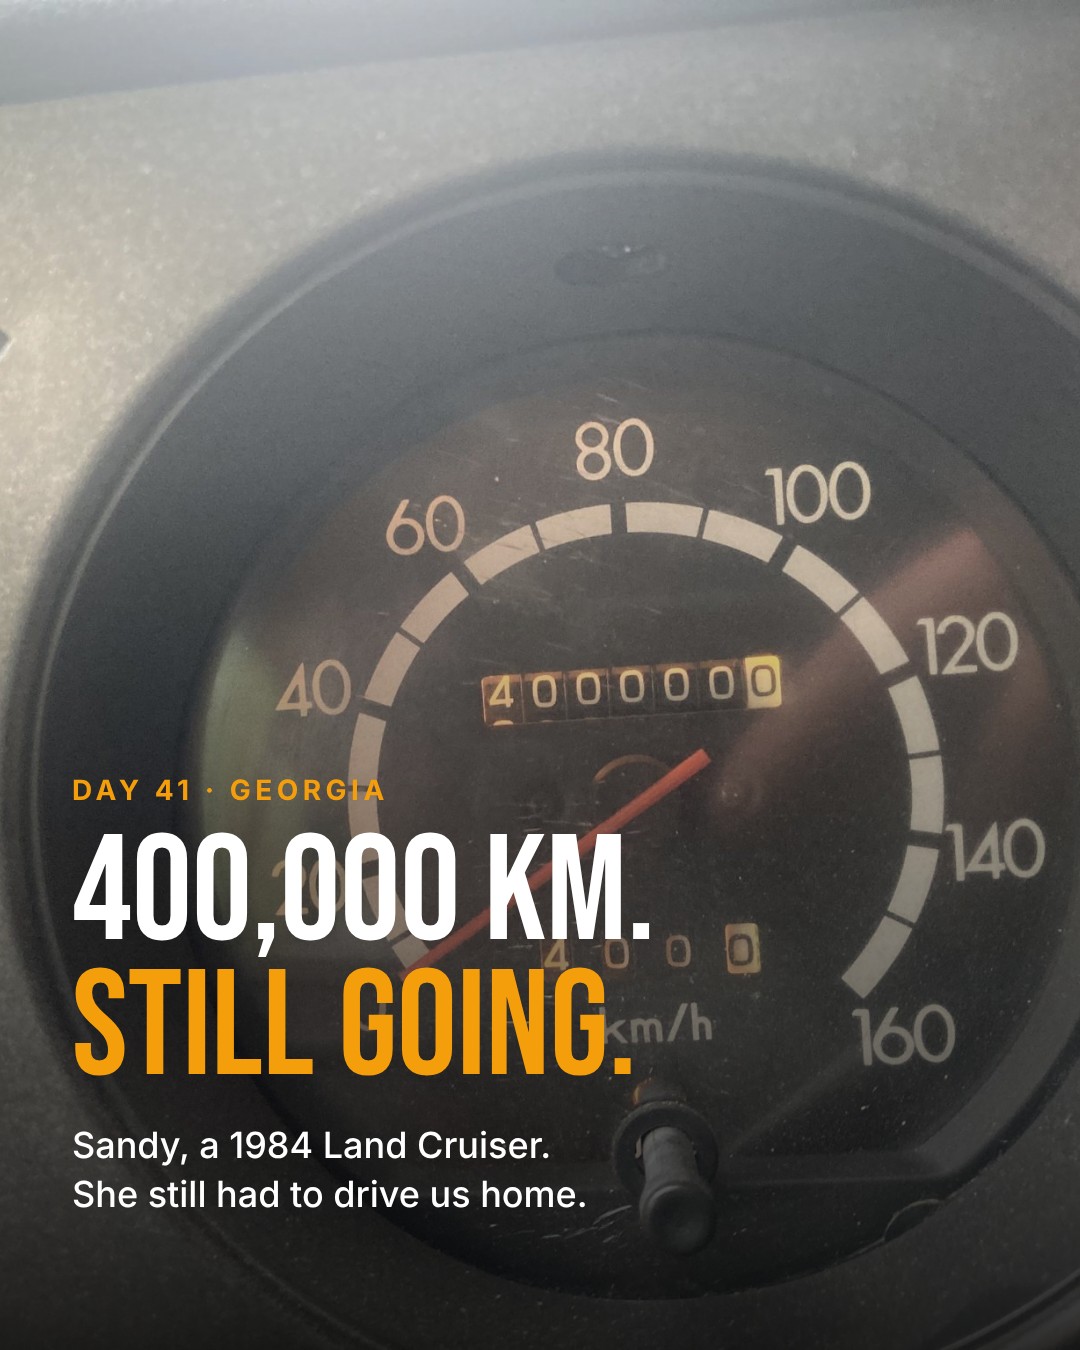 80
100
60
120
40
4000000
DAY 41 · GEORGIA
140
20
400,000 KM.
4000
STILL GOING.
km/h
160
Sandy, a 1984 Land Cruiser.
She still had to drive us home.